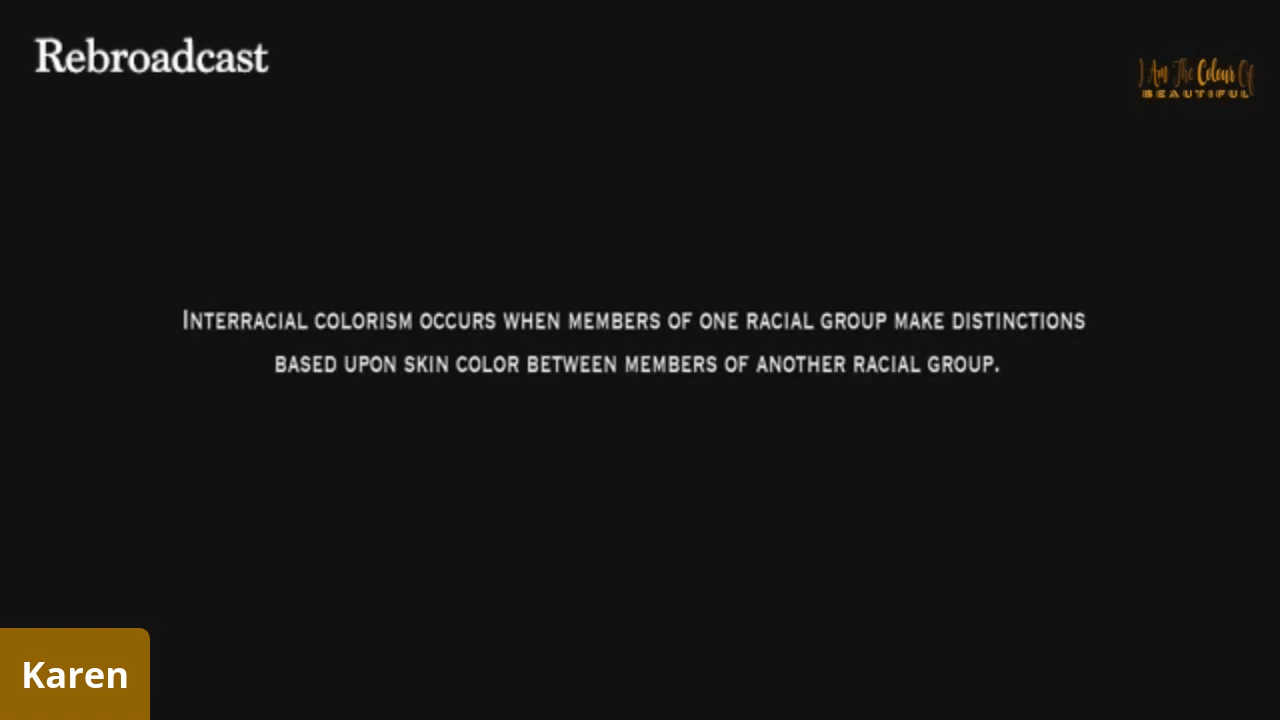 Rebroadcast
I Am The Colour Of
BEAUTIFUL
Interracial colorism occurs when members of one racial group make distinctions
based upon skin color between members of another racial group.
Karen